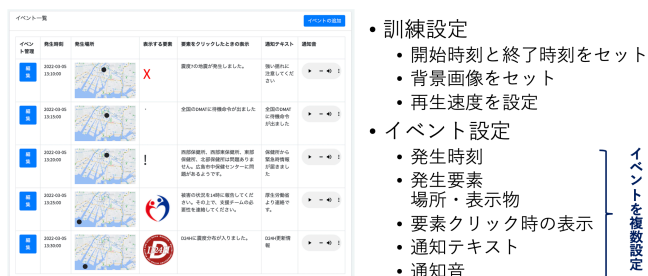 イベント一覧
イベントの追加
イベント管理
発生時刻
発生場所
表示する要素
要素をクリックしたときの表示
通知テキスト
通知音
編集
2022-03-05
13:10:00
X
震度7の地震が発生しました。
強い揺れに
注意してくだ
さい
編集
2022-03-05
13:15:00
全国のDMATに待機命令が出ました
全国のDMAT
に待機命令
が出ました
編集
2022-03-05
13:20:00
!
西部保健所、西部東保健所、東部
保健所、北部保健所は問題ありま
せん。広島市中保健センターに問
題があるようです。
保健所から
緊急時情報
が届きまし
た
編集
2022-03-05
13:25:00
被害の状況を14時に報告してくだ
さい。その上で、支援チームの必
要性を連絡してください。
厚生労働省
より連絡で
す。
編集
2022-03-05
13:30:00
D24H
D24Hに震度分布が入りました。
D24H更新情
報
• 訓練設定
• 開始時刻と終了時刻をセット
• 背景画像をセット
• 再生速度を設定
• イベント設定
• 発生時刻
• 発生要素
場所・表示物
• 要素クリック時の表示
• 通知テキスト
• 通知音
イベントを複数設定